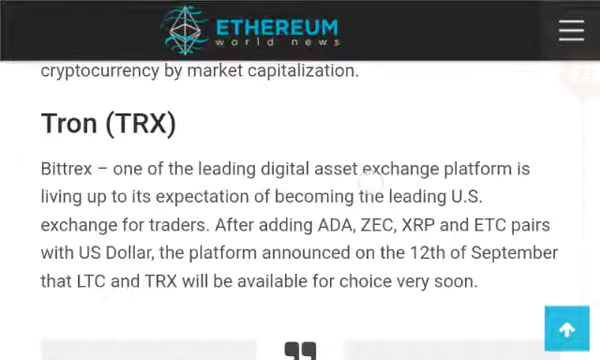 ETHEREUM
world news
cryptocurrency by market capitalization.
Tron (TRX)
Bittrex – one of the leading digital asset exchange platform is
living up to its expectation of becoming the leading U.S.
exchange for traders. After adding ADA, ZEC, XRP and ETC pairs
with US Dollar, the platform announced on the 12th of September
that LTC and TRX will be available for choice very soon.